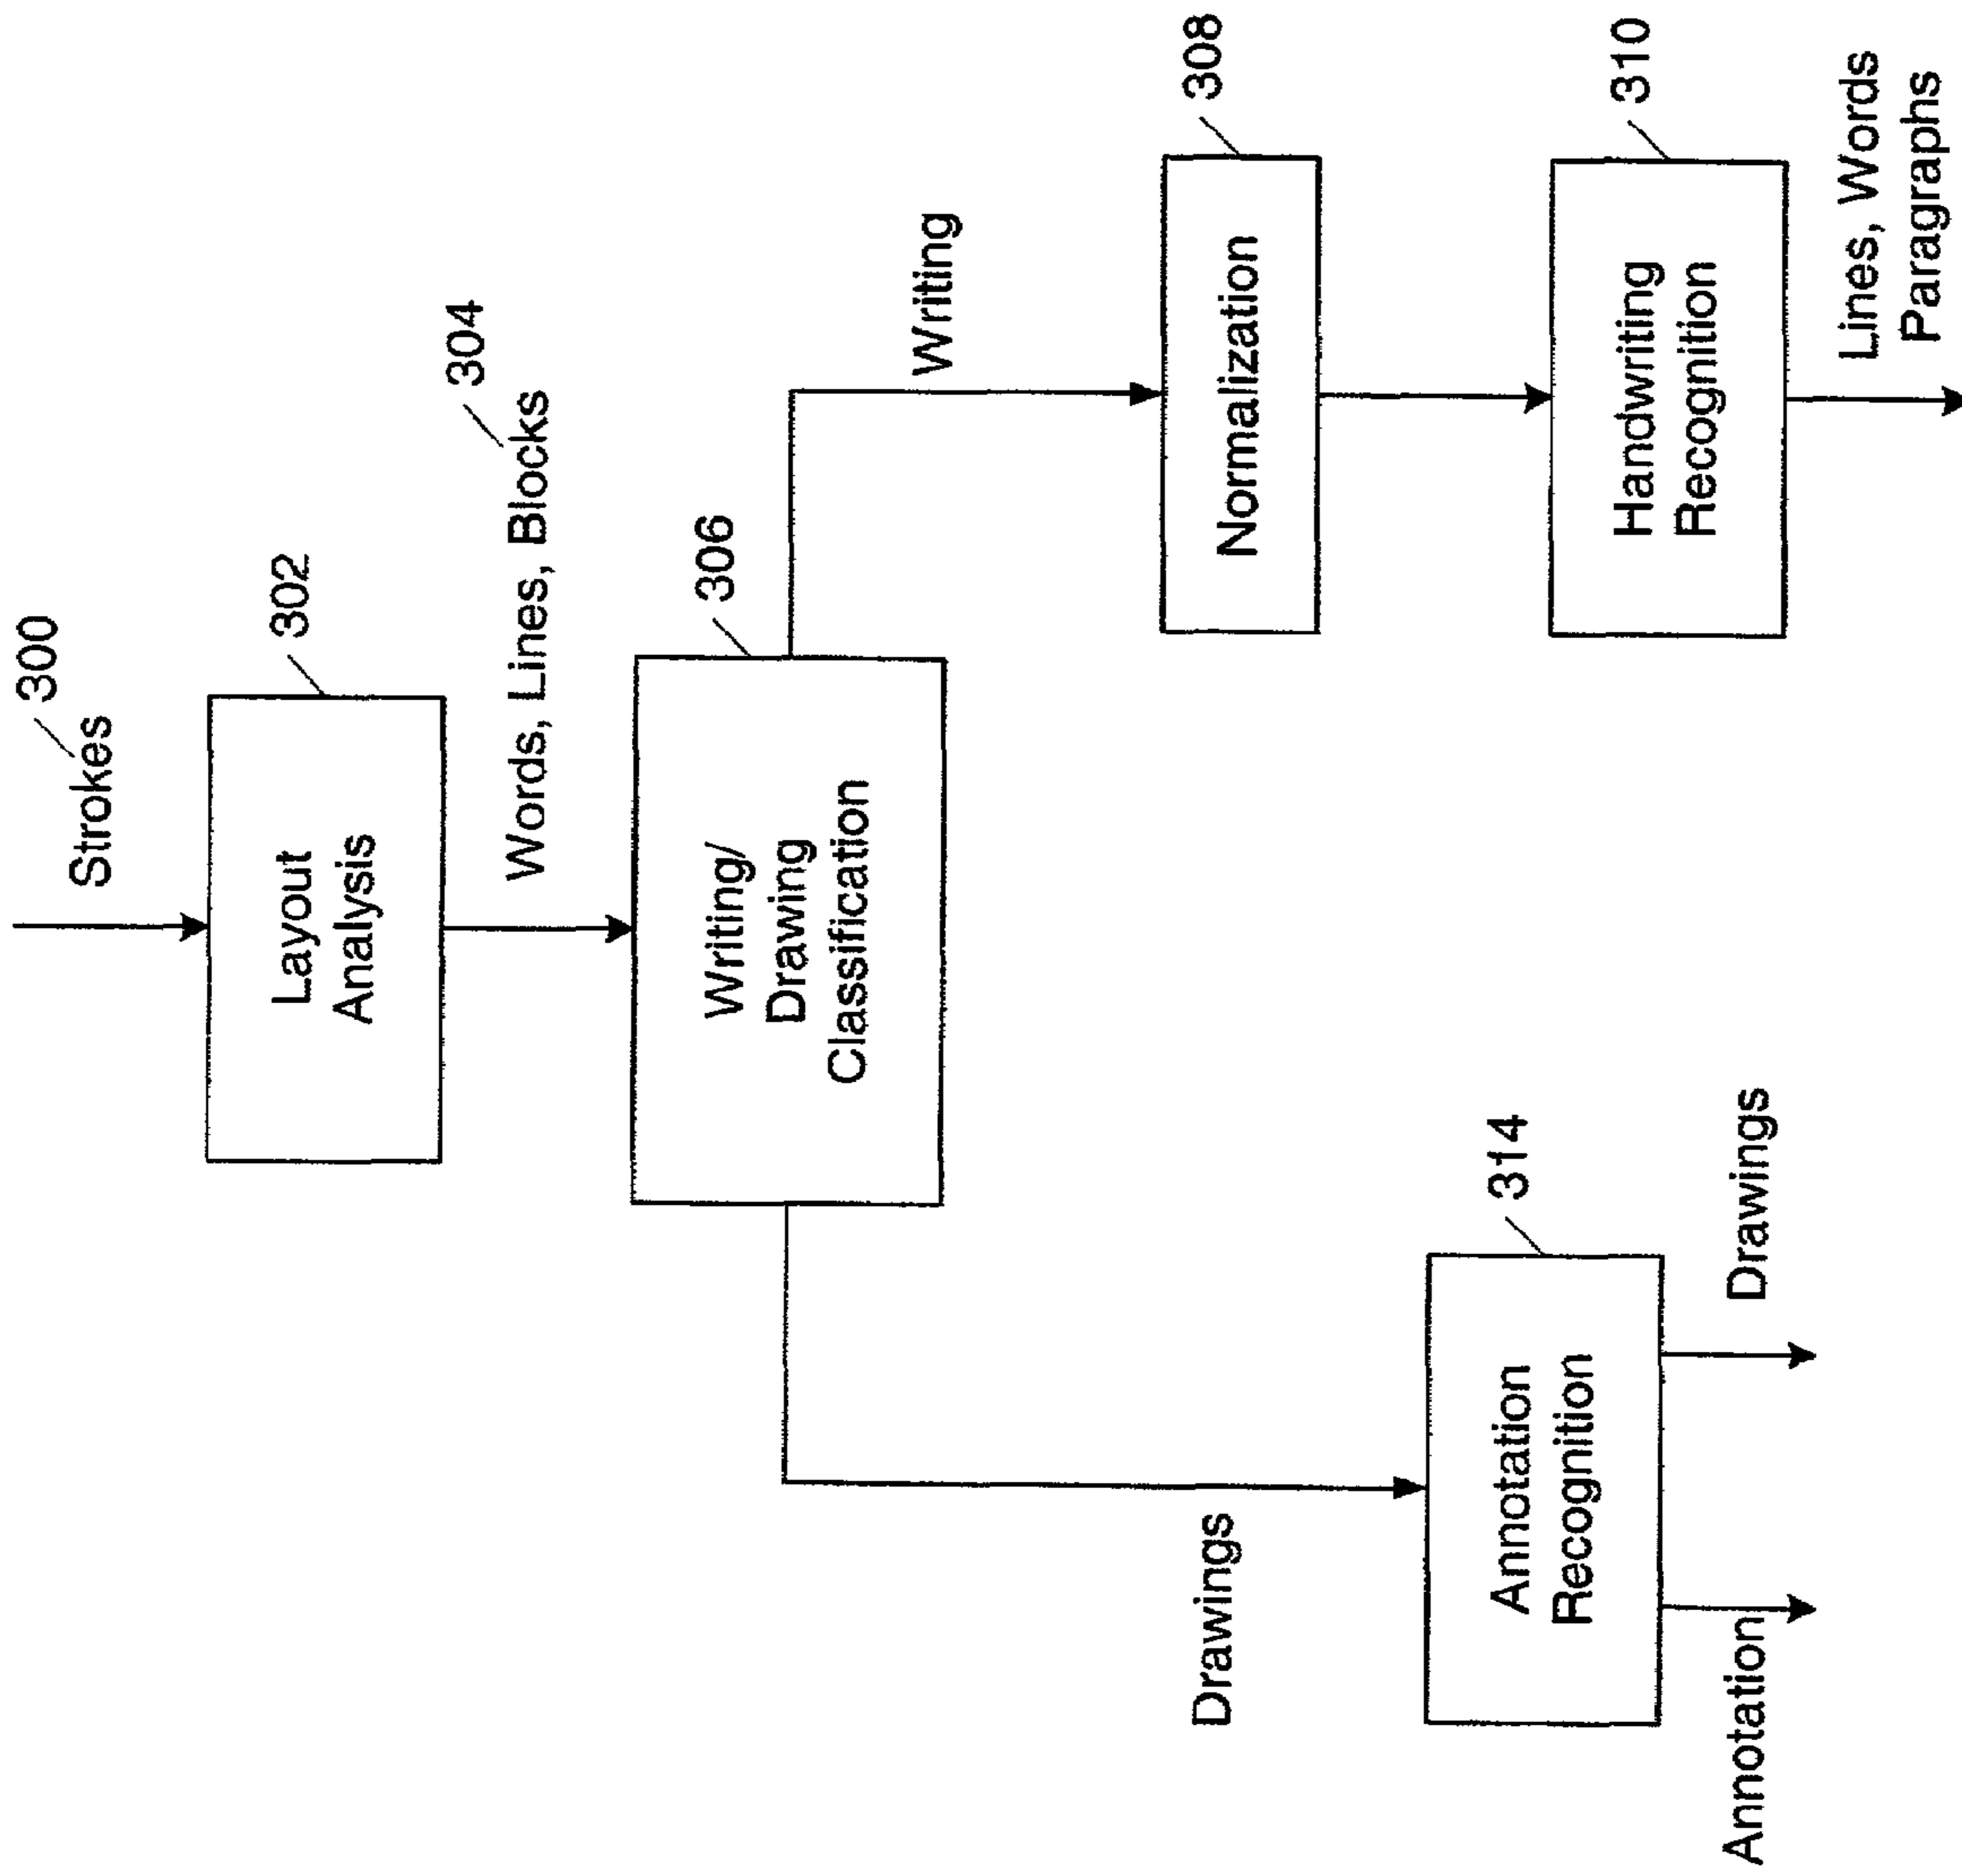 Strokes
300
Layout
Analysis
302
Words, Lines, Blocks
304
Writing/
Drawing
Classification
306
Writing
Normalization
308
Handwriting
Recognition
310
Lines, Words
Paragraphs
Drawings
Annotation
Recognition
314
Annotation
Drawings